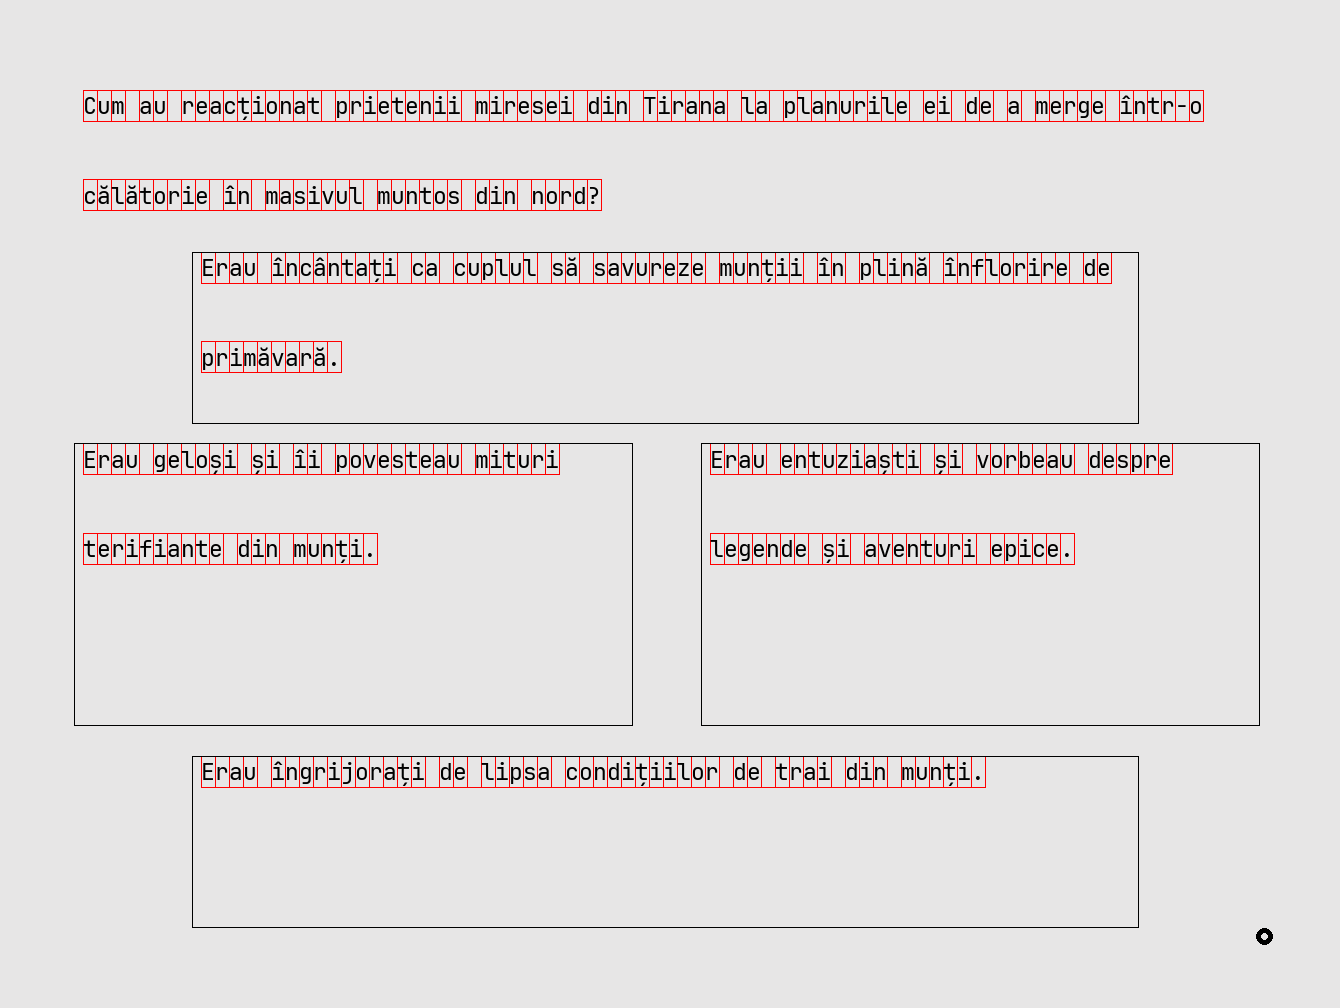 Cum au reacționat prietenii miresei din Tirana la planurile ei de a merge într-o
călătorie în masivul muntos din nord?
Erau încântați ca cuplul să savureze munții în plină înflorire de
primăvară.
Erau geloși și îi povesteau mituri
terifiante din munți.
Erau entuziaști și vorbeau despre
legende și aventuri epice.
Erau îngrijorați de lipsa condițiilor de trai din munți.